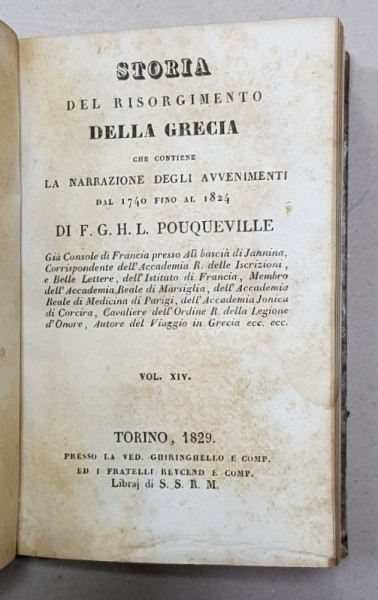 STORIA
DEL RISORGIMENTO
DELLA GRECIA
CHE CONTIENE
LA NARRAZIONE DEGLI AVVENIMENTI
DAL 1740 FINO AL 1824
DI F. G. H. L. POUQUEVILLE
Già Console di Francia presso Alì bascià di Jannina,
Corrispondente dell'Accademia R. delle Iscrizioni,
e Belle Lettere, dell'Istituto di Francia, Membro
dell'Accademia Reale di Marsiglia, dell'Accademia
Reale di Medicina di Parigi, dell'Accademia Jonica
di Corcira, Cavaliere dell'Ordine R. della Legione
d'Onore, Autore del Viaggio in Grecia ecc. ecc.
VOL. XIV.
TORINO, 1829.
PRESSO LA VED. GHIRINGHELLO E COMP.
ED I FRATELLI REYCEND E COMP.
Libraj di S. S. R. M.